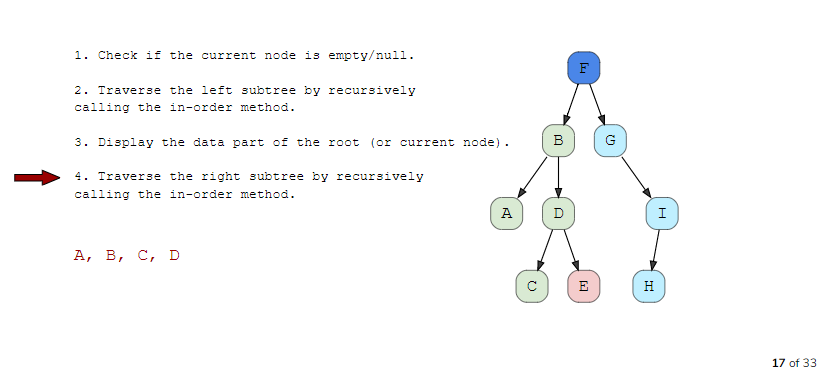 1. Check if the current node is empty/null.
2. Traverse the left subtree by recursively
calling the in-order method.
3. Display the data part of the root (or current node).
4. Traverse the right subtree by recursively
calling the in-order method.
A, B, C, D
F
B
G
A
D
I
C
E
H
17 of 33